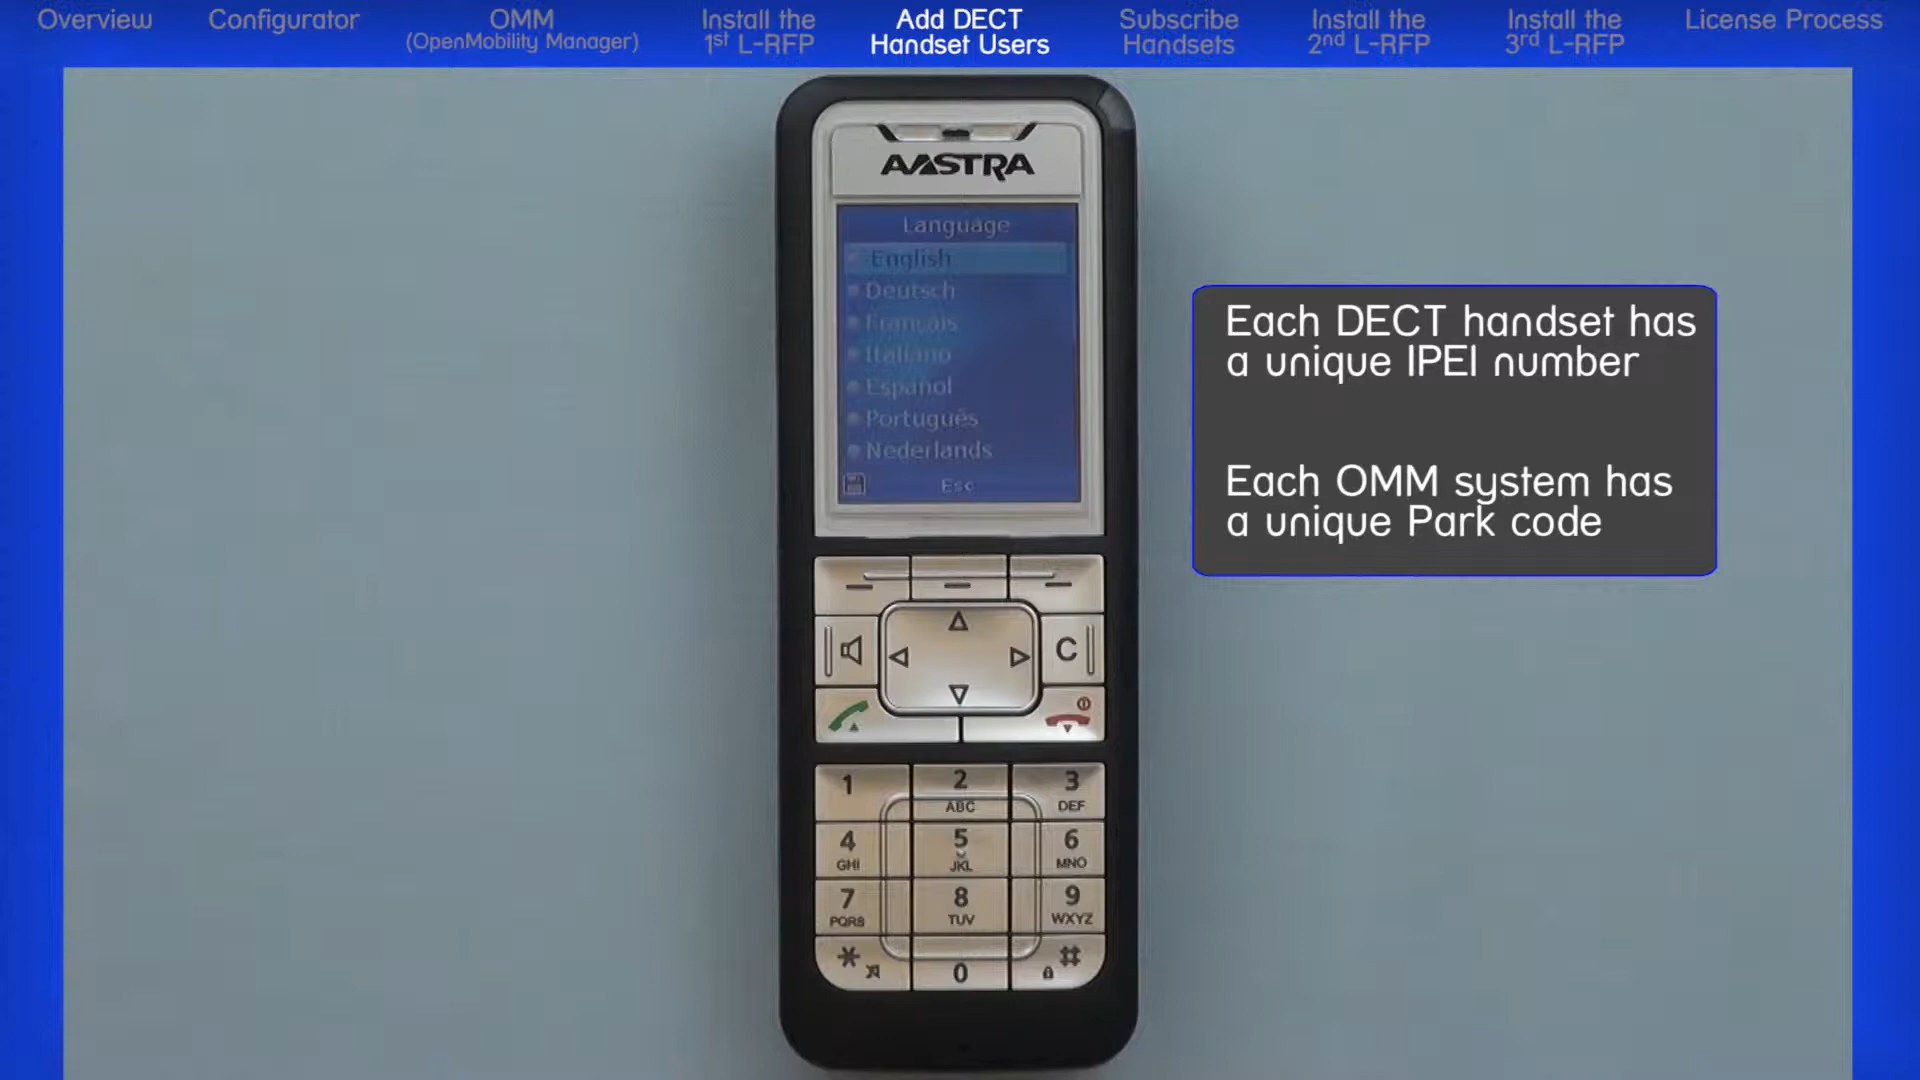 Overview
Configurator
OMM
(OpenMobility Manager)
Install the
1st L-RFP
Add DECT
Handset Users
Subscribe
Handsets
Install the
2nd L-RFP
Install the
3rd L-RFP
License Process
AASTRA
Language
English
Deutsch
Français
Italiano
Español
Português
Nederlands
Esc
Each DECT handset has
a unique IPEI number
Each OMM system has
a unique Park code
C
1
2
ABC
3
DEF
4
GHI
5
JKL
6
MNO
7
PQRS
8
TUV
9
WXYZ
*
0
#